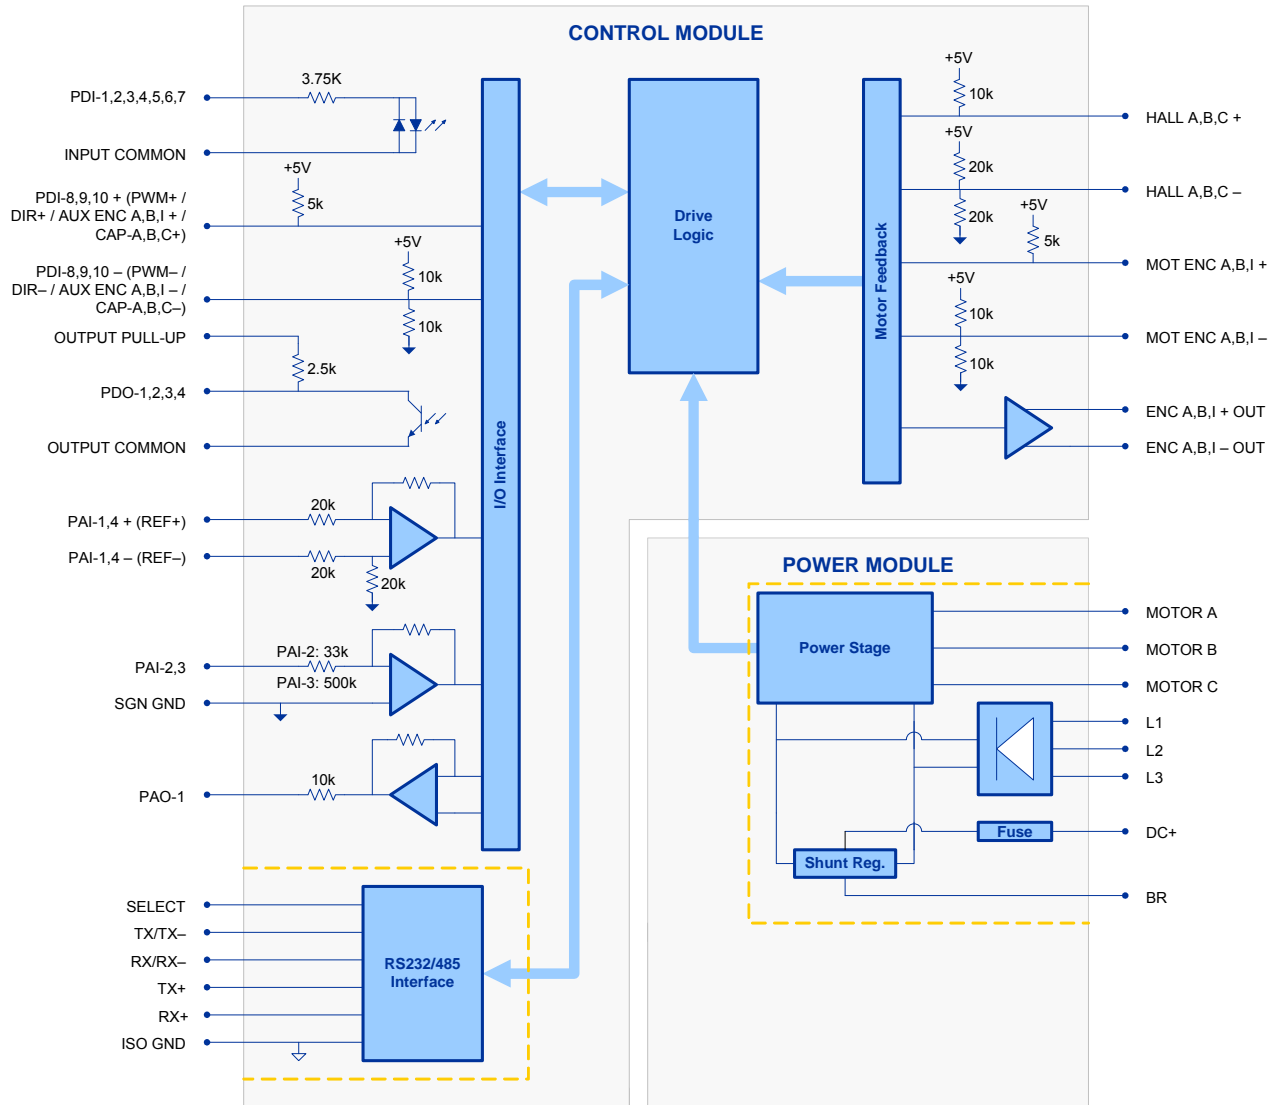 CONTROL MODULE
3.75K
PDI-1,2,3,4,5,6,7
INPUT COMMON
+5V
5k
PDI-8,9,10 + (PWM+ /
DIR+ / AUX ENC A,B,I + /
CAP-A,B,C+)
+5V
10k
10k
PDI-8,9,10 – (PWM– /
DIR– / AUX ENC A,B,I – /
CAP-A,B,C–)
OUTPUT PULL-UP
2.5k
PDO-1,2,3,4
OUTPUT COMMON
20k
PAI-1,4 + (REF+)
PAI-1,4 – (REF–)
20k
20k
PAI-2: 33k
PAI-2,3
PAI-3: 500k
SGN GND
10k
PAO-1
I/O Interface
Drive
Logic
Motor Feedback
+5V
10k
HALL A,B,C +
20k
HALL A,B,C –
20k
+5V
5k
MOT ENC A,B,I +
+5V
10k
MOT ENC A,B,I –
10k
ENC A,B,I + OUT
ENC A,B,I – OUT
SELECT
TX/TX–
RX/RX–
TX+
RX+
ISO GND
RS232/485
Interface
POWER MODULE
Power Stage
MOTOR A
MOTOR B
MOTOR C
L1
L2
L3
Fuse
DC+
Shunt Reg.
BR